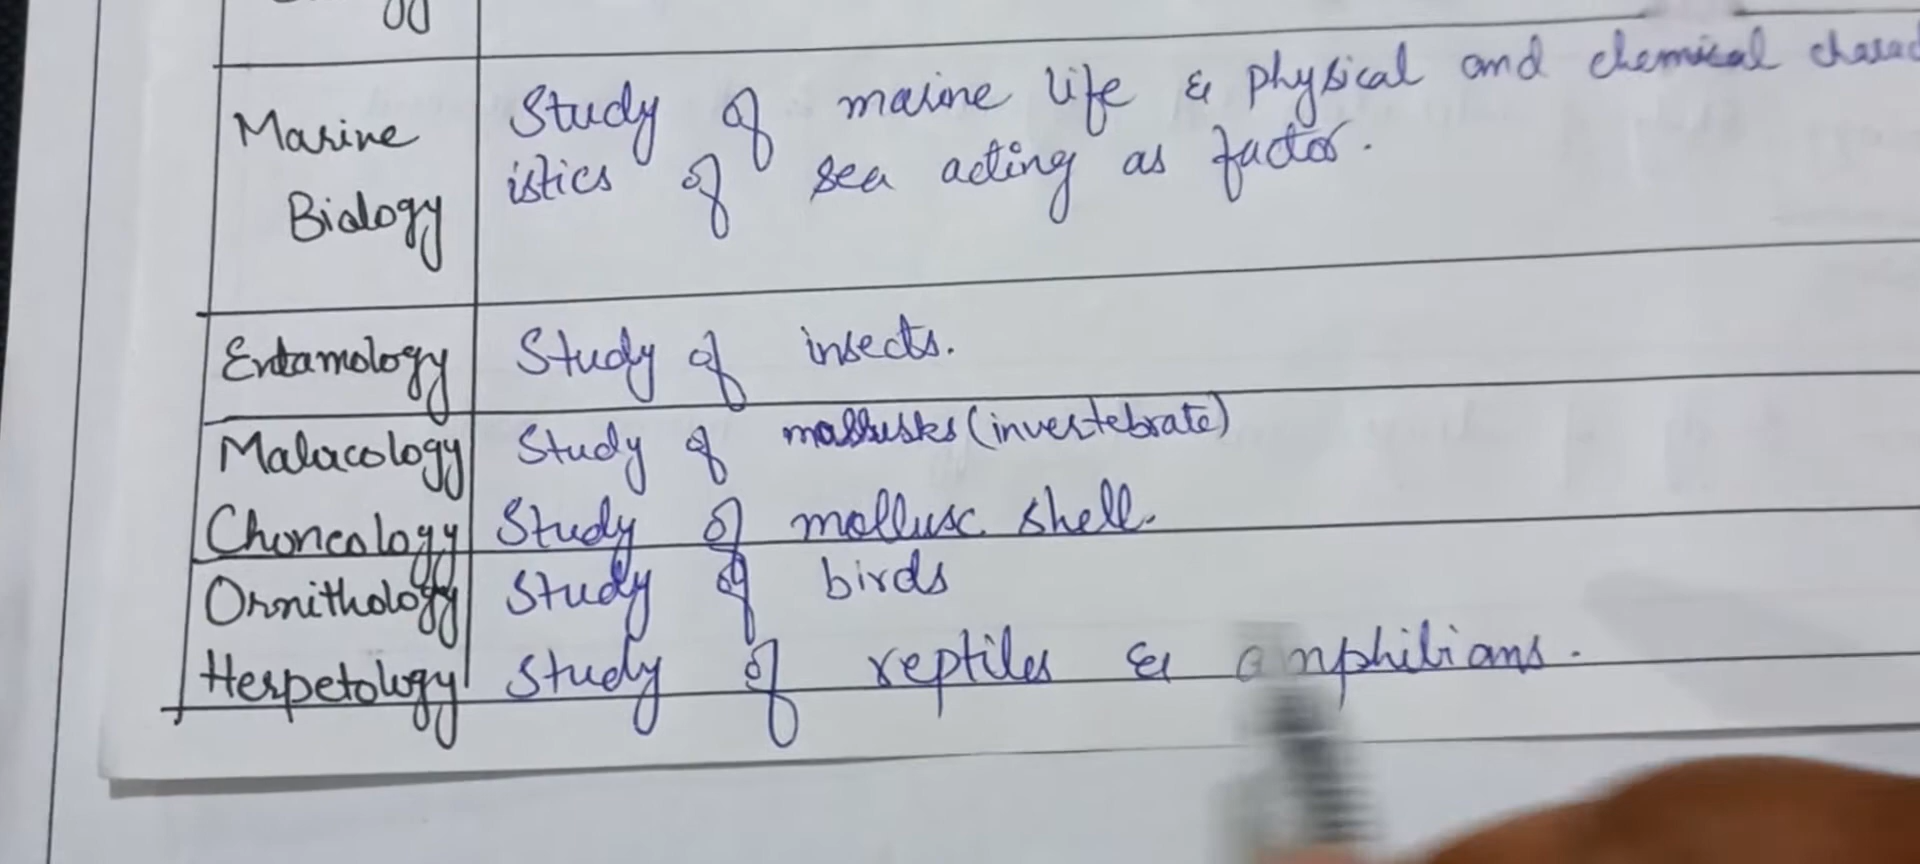 Marine
Biology
Study of marine life & physical and chemical charac
istics of sea acting as factor.
Entamology
Study of insects.
Malacology
Study of mollusks (invertebrate)
Choncology
Study of mollusc shell.
Ornithology
Study of birds
Herpetology
Study of reptiles & amphibians.